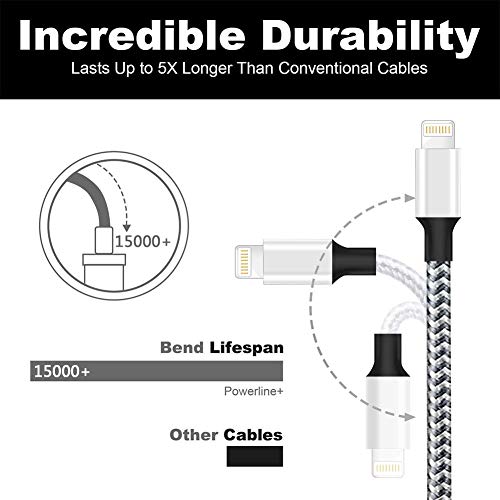 Incredible Durability
Lasts Up to 5X Longer Than Conventional Cables
15000+
Bend Lifespan
15000+
Powerline+
Other Cables